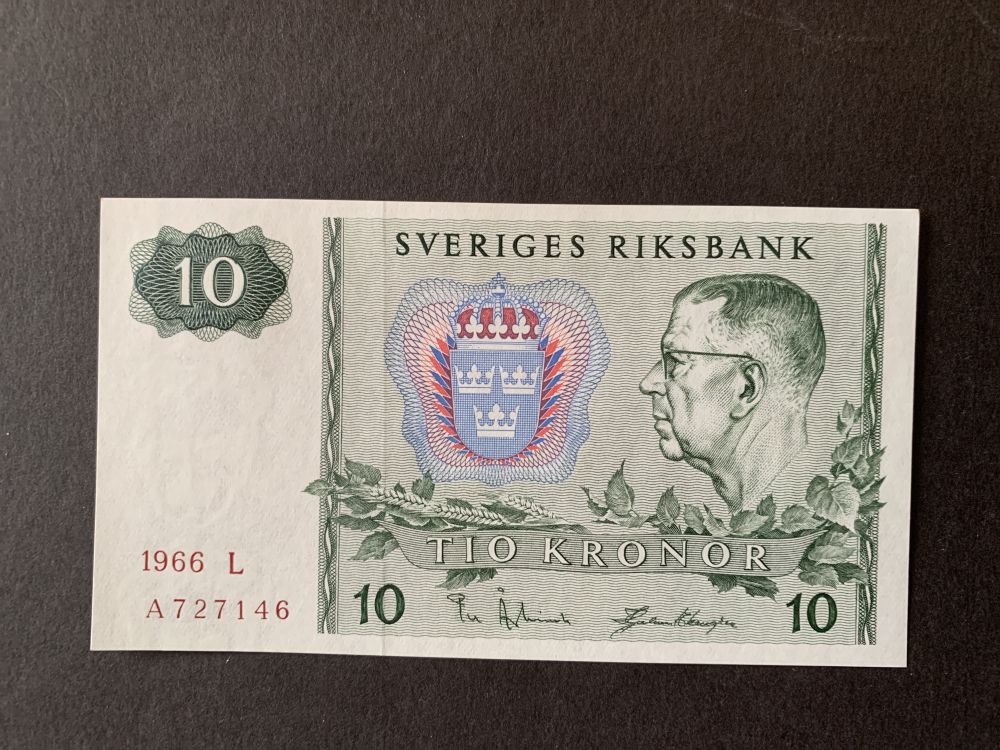 10
SVERIGES RIKSBANK
TIO KRONOR
1966 L
A727146
10
10